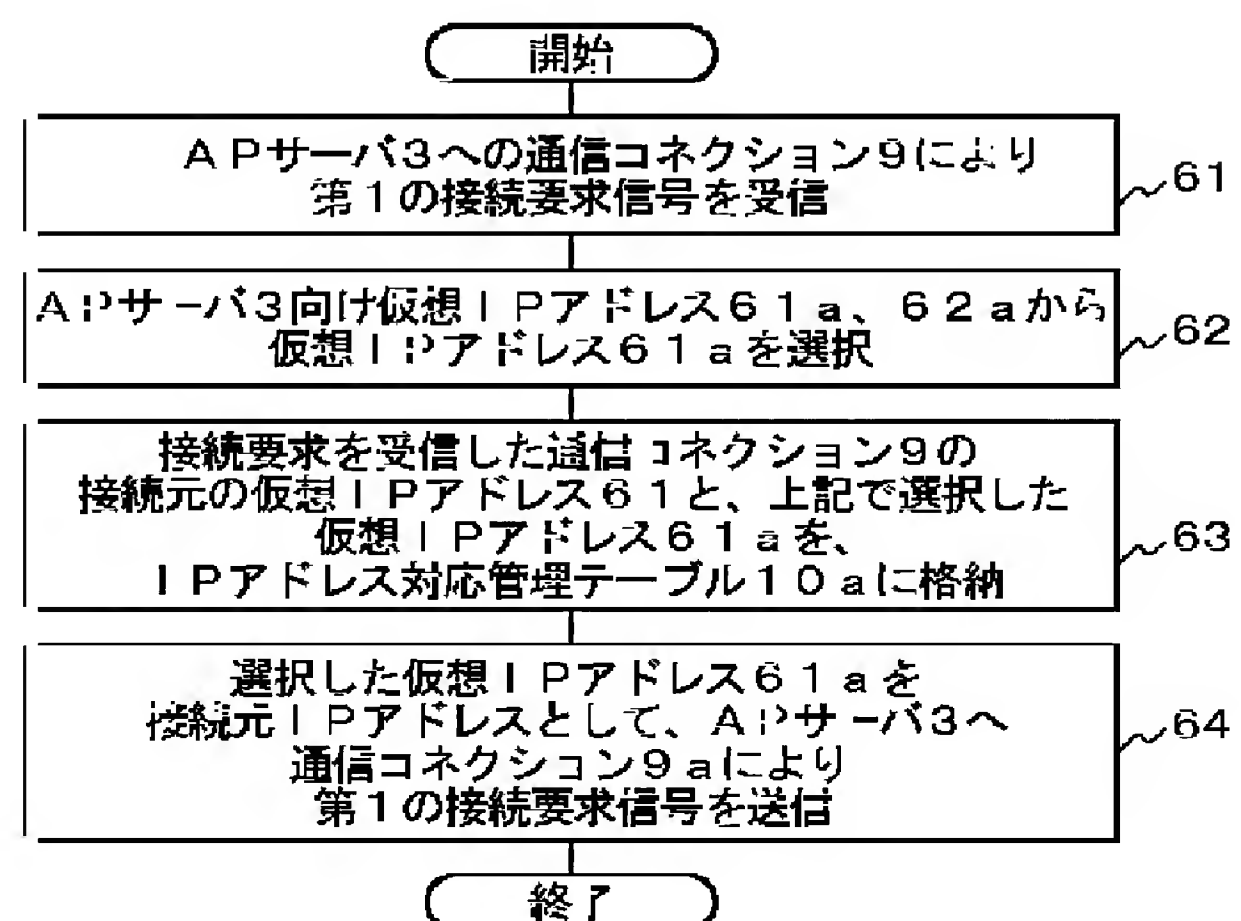 開始
ＡＰサーバ３への通信コネクション９により
第１の接続要求信号を受信
61
ＡＰサーバ３向け仮想ＩＰアドレス６１ａ、６２ａから
仮想ＩＰアドレス６１ａを選択
62
接続要求を受信した通信コネクション９の
接続元の仮想ＩＰアドレス６１と、上記で選択した
仮想ＩＰアドレス６１ａを、
ＩＰアドレス対応管理テーブル１０ａに格納
63
選択した仮想ＩＰアドレス６１ａを
接続元ＩＰアドレスとして、ＡＰサーバ３へ
通信コネクション９ａにより
第１の接続要求信号を送信
64
終了